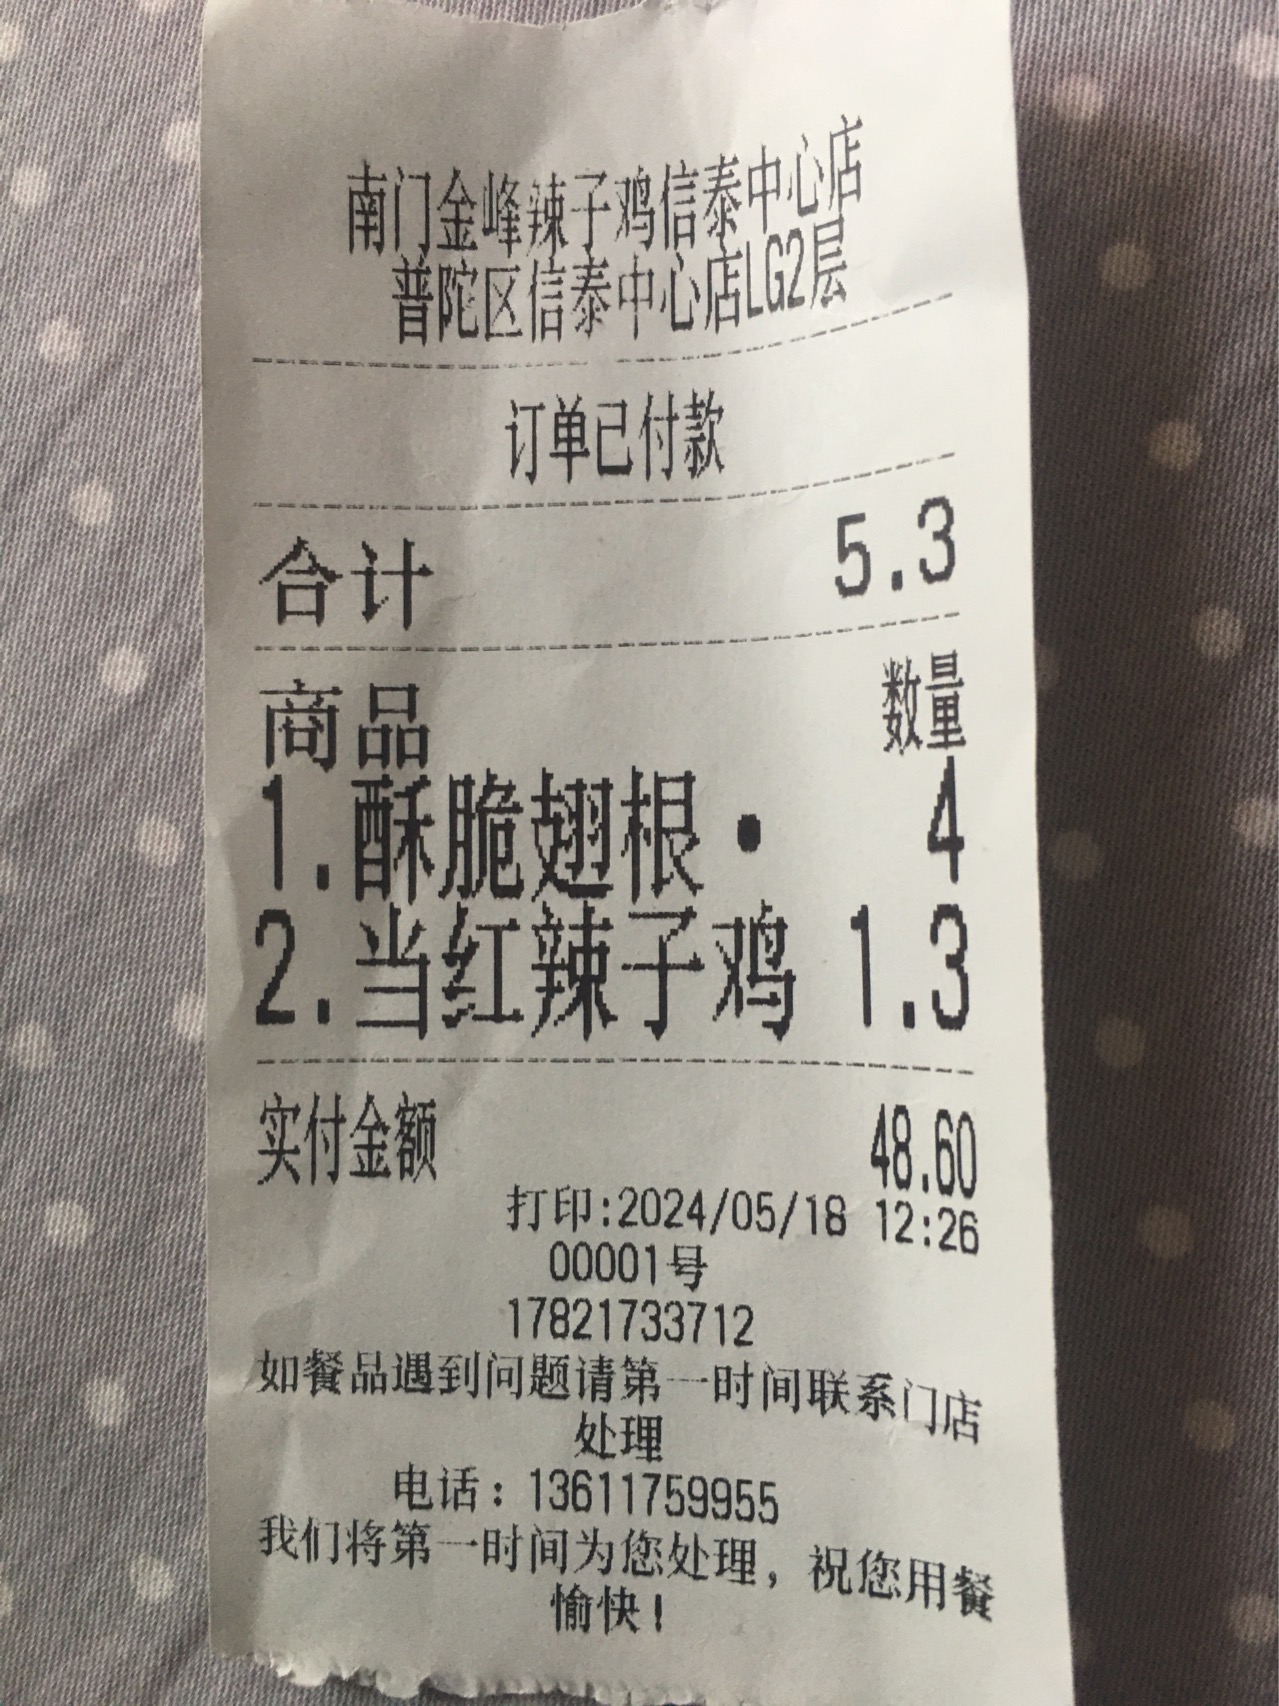 南门金峰辣子鸡信泰中心店
普陀区信泰中心店LG2层
订单已付款
合计 5.3
商品 数量
1.酥脆翅根· 4
2.当红辣子鸡 1.3
实付金额 48.60
打印:2024/05/18 12:26
00001号
17821733712
如餐品遇到问题请第一时间联系门店
处理
电话：13611759955
我们将第一时间为您处理，祝您用餐
愉快！